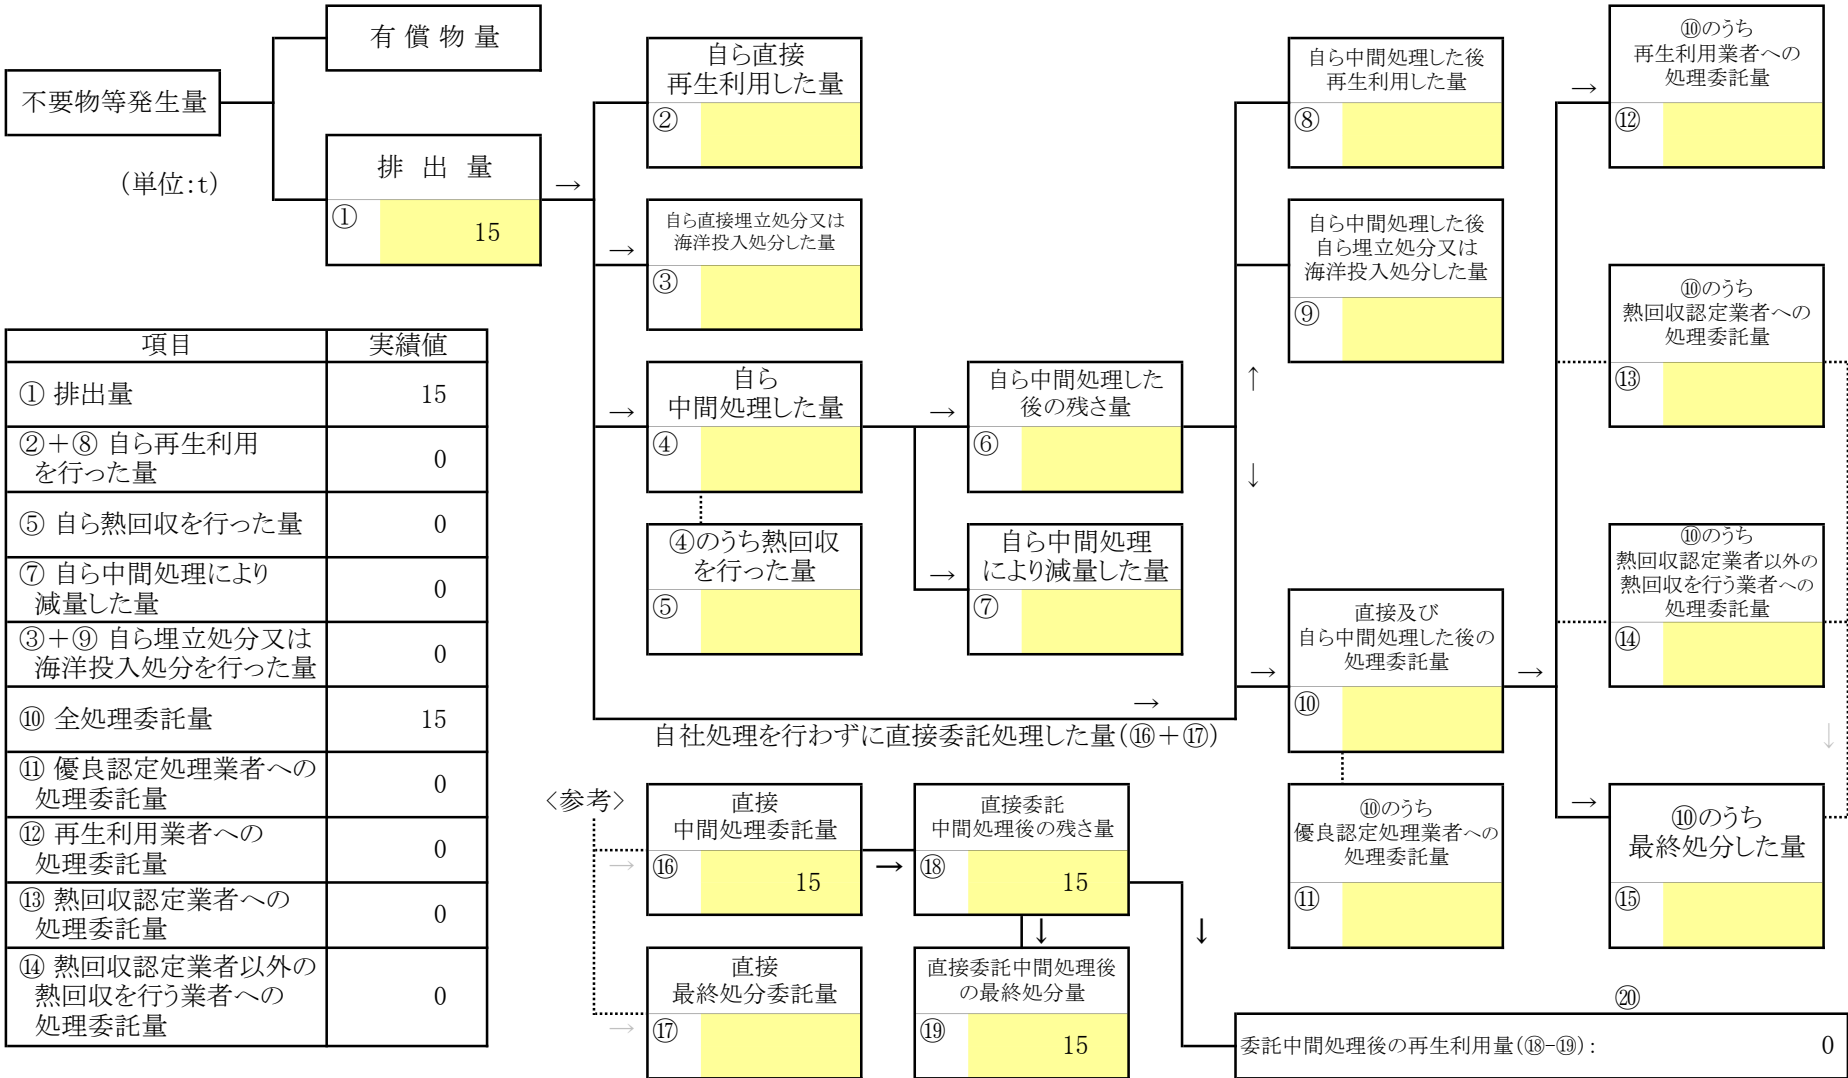 有 償 物 量
不要物等発生量
(単位:t)
排 出 量
→
①
15
自ら直接
再生利用した量
②
→
自ら直接埋立処分又は
海洋投入処分した量
③
→
自ら
中間処理した量
④
④のうち熱回収
を行った量
⑤
→
自ら中間処理した
後の残さ量
⑥
→
自ら中間処理
により減量した量
⑦
自ら中間処理した後
再生利用した量
⑧
自ら中間処理した後
自ら埋立処分又は
海洋投入処分した量
⑨
↑
↓
→
自社処理を行わずに直接委託処理した量(⑯+⑰)
→
直接及び
自ら中間処理した後の
処理委託量
⑩
⑩のうち
優良認定処理業者への
処理委託量
⑪
→
→
⑩のうち
再生利用業者への
処理委託量
⑫
⑩のうち
熱回収認定業者への
処理委託量
⑬
⑩のうち
熱回収認定業者以外の
熱回収を行う業者への
処理委託量
⑭
↓
→
⑩のうち
最終処分した量
⑮
項目 実績値
① 排出量 15
②+⑧ 自ら再生利用
を行った量 0
⑤ 自ら熱回収を行った量 0
⑦ 自ら中間処理により
減量した量 0
③+⑨ 自ら埋立処分又は
海洋投入処分を行った量 0
⑩ 全処理委託量 15
⑪ 優良認定処理業者への
処理委託量 0
⑫ 再生利用業者への
処理委託量 0
⑬ 熱回収認定業者への
処理委託量 0
⑭ 熱回収認定業者以外の
熱回収を行う業者への
処理委託量 0
<参考>
→
直接
中間処理委託量
⑯ 15
→
直接委託
中間処理後の残さ量
⑱ 15
↓
↓
→
直接
最終処分委託量
⑰
直接委託中間処理後
の最終処分量
⑲ 15
⑳
委託中間処理後の再生利用量(⑱-⑲): 0